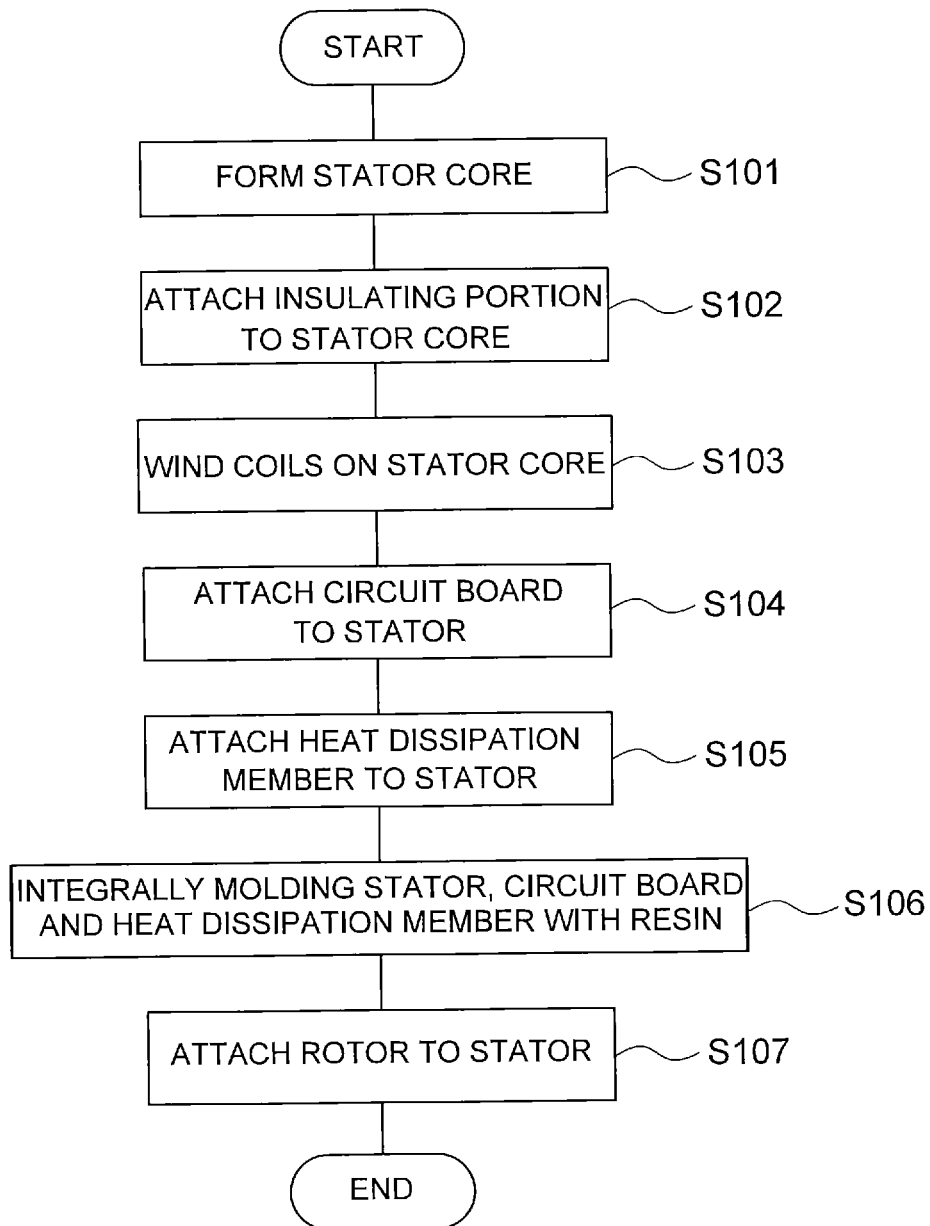 START
FORM STATOR CORE
S101
ATTACH INSULATING PORTION
TO STATOR CORE
S102
WIND COILS ON STATOR CORE
S103
ATTACH CIRCUIT BOARD
TO STATOR
S104
ATTACH HEAT DISSIPATION
MEMBER TO STATOR
S105
INTEGRALLY MOLDING STATOR, CIRCUIT BOARD
AND HEAT DISSIPATION MEMBER WITH RESIN
S106
ATTACH ROTOR TO STATOR
S107
END